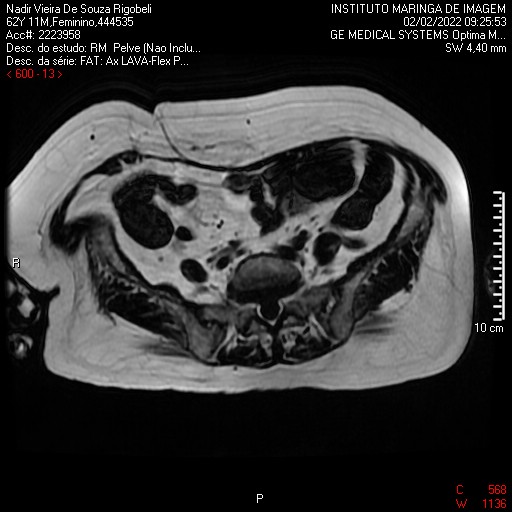 Nadir Vieira De Souza Rigobeli
62Y 11M,Feminino,444535
Acc#: 2223958
Desc. do estudo: RM Pelve (Nao Inclu...
Desc. da série: FAT: Ax LAVA-Flex P...
< 600 - 13 >
INSTITUTO MARINGA DE IMAGEM
02/02/2022 09:25:53
GE MEDICAL SYSTEMS Optima M...
SW 4,40 mm
R
10 cm
P
C 568
W 1136